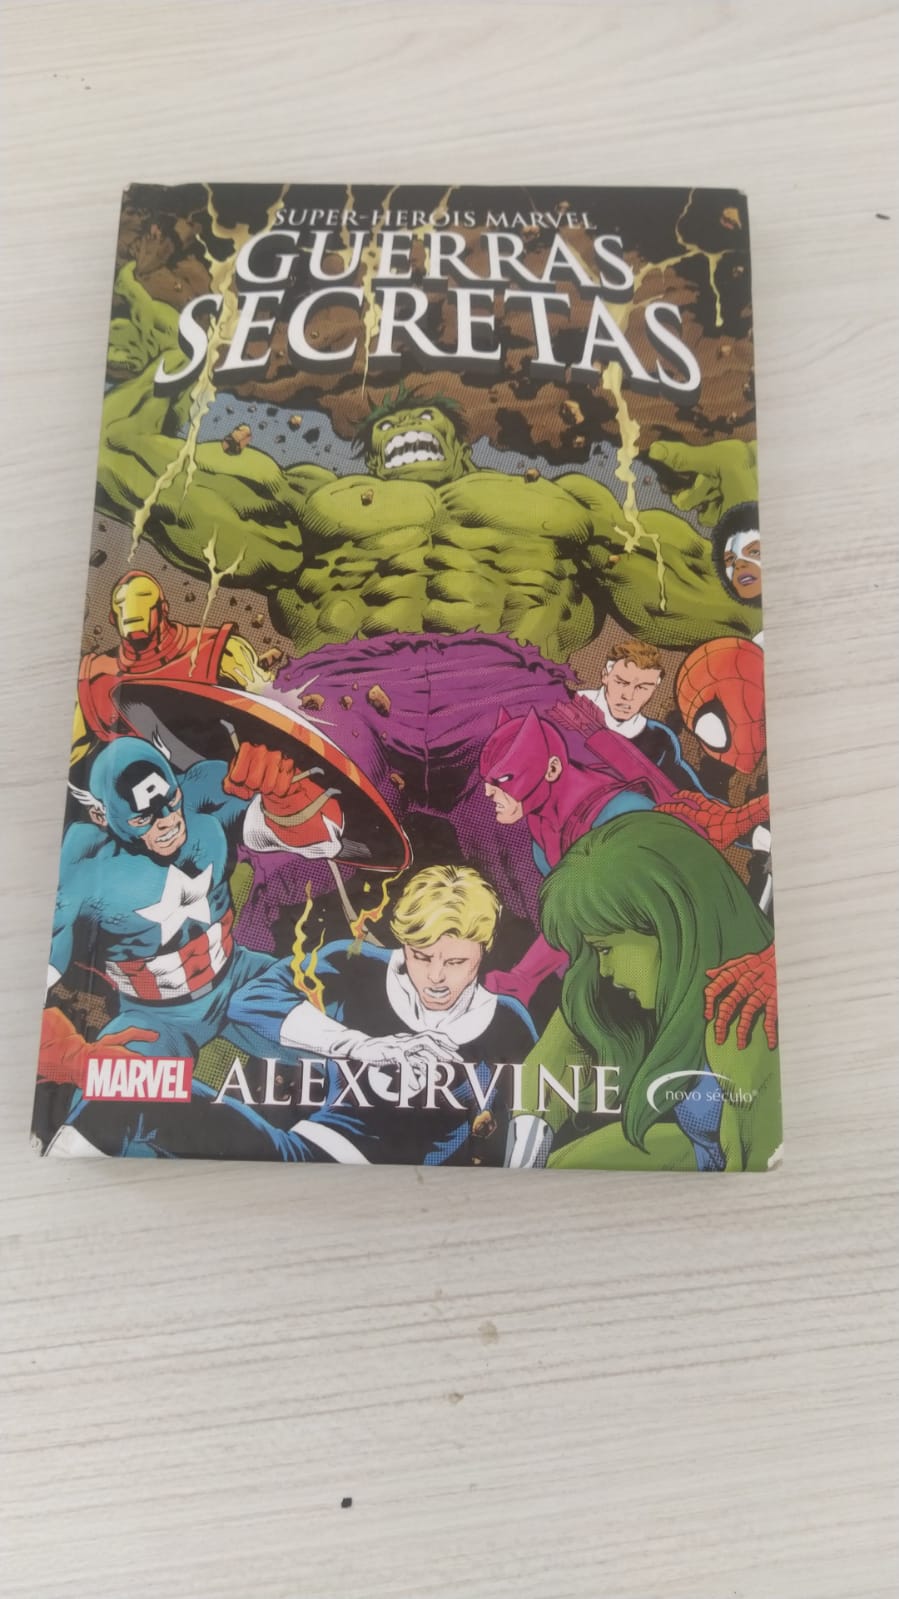 SUPER-HERÓIS MARVEL
GUERRAS
SECRETAS
A
MARVEL
ALEX IRVINE
novo século®